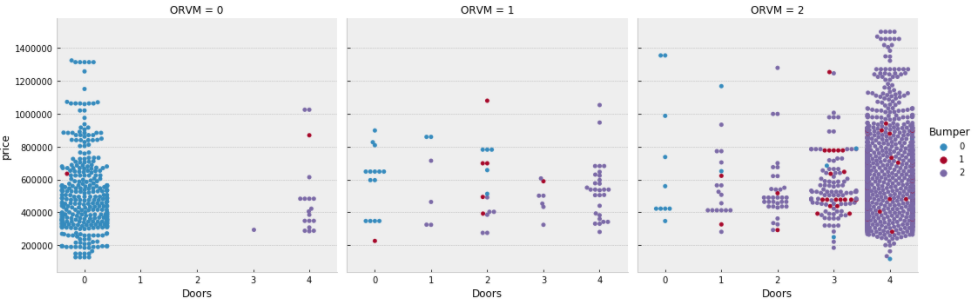 ORVM = 0
ORVM = 1
ORVM = 2
1400000
1200000
1000000
800000
600000
400000
200000
price
0 1 2 3 4
0 1 2 3 4
0 1 2 3 4
Doors
Doors
Doors
Bumper
0
1
2